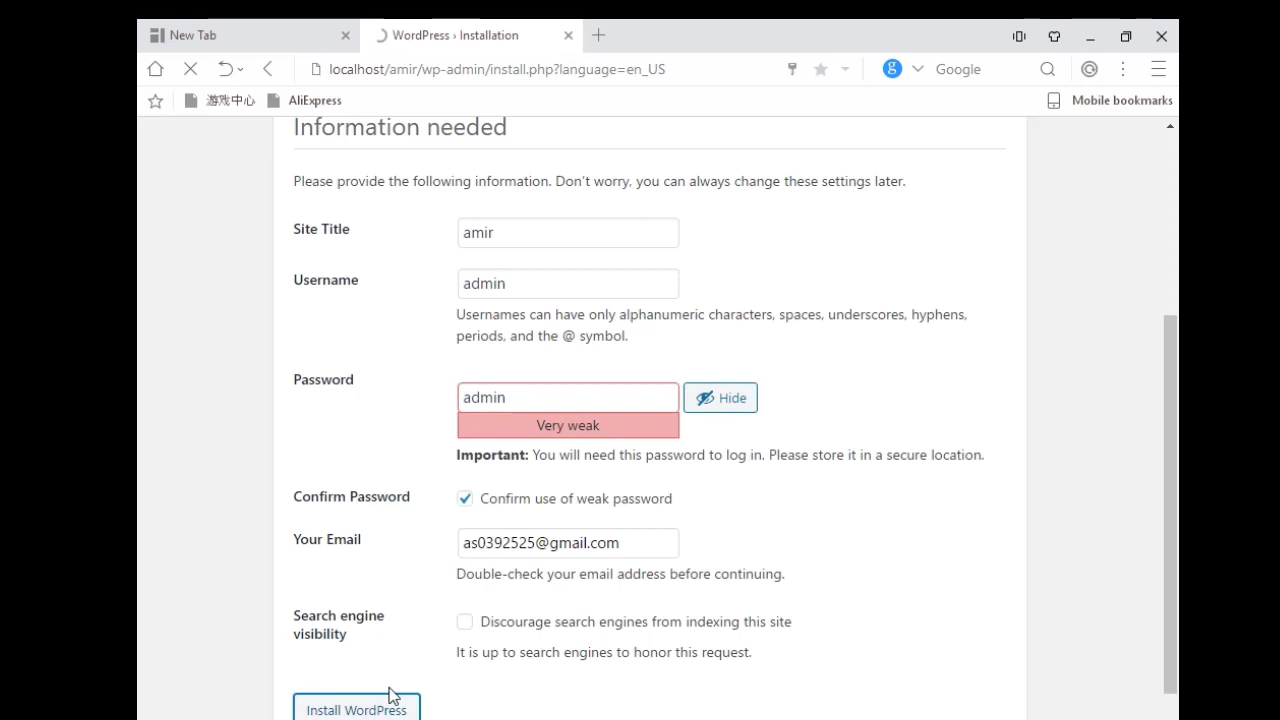 New Tab
WordPress › Installation
localhost/amir/wp-admin/install.php?language=en_US
g
Google
游戏中心
AliExpress
Mobile bookmarks
Information needed
Please provide the following information. Don't worry, you can always change these settings later.
Site Title
amir
Username
admin
Usernames can have only alphanumeric characters, spaces, underscores, hyphens,
periods, and the @ symbol.
Password
admin
Hide
Very weak
Important: You will need this password to log in. Please store it in a secure location.
Confirm Password
Confirm use of weak password
Your Email
as0392525@gmail.com
Double-check your email address before continuing.
Search engine
visibility
Discourage search engines from indexing this site
It is up to search engines to honor this request.
Install WordPress